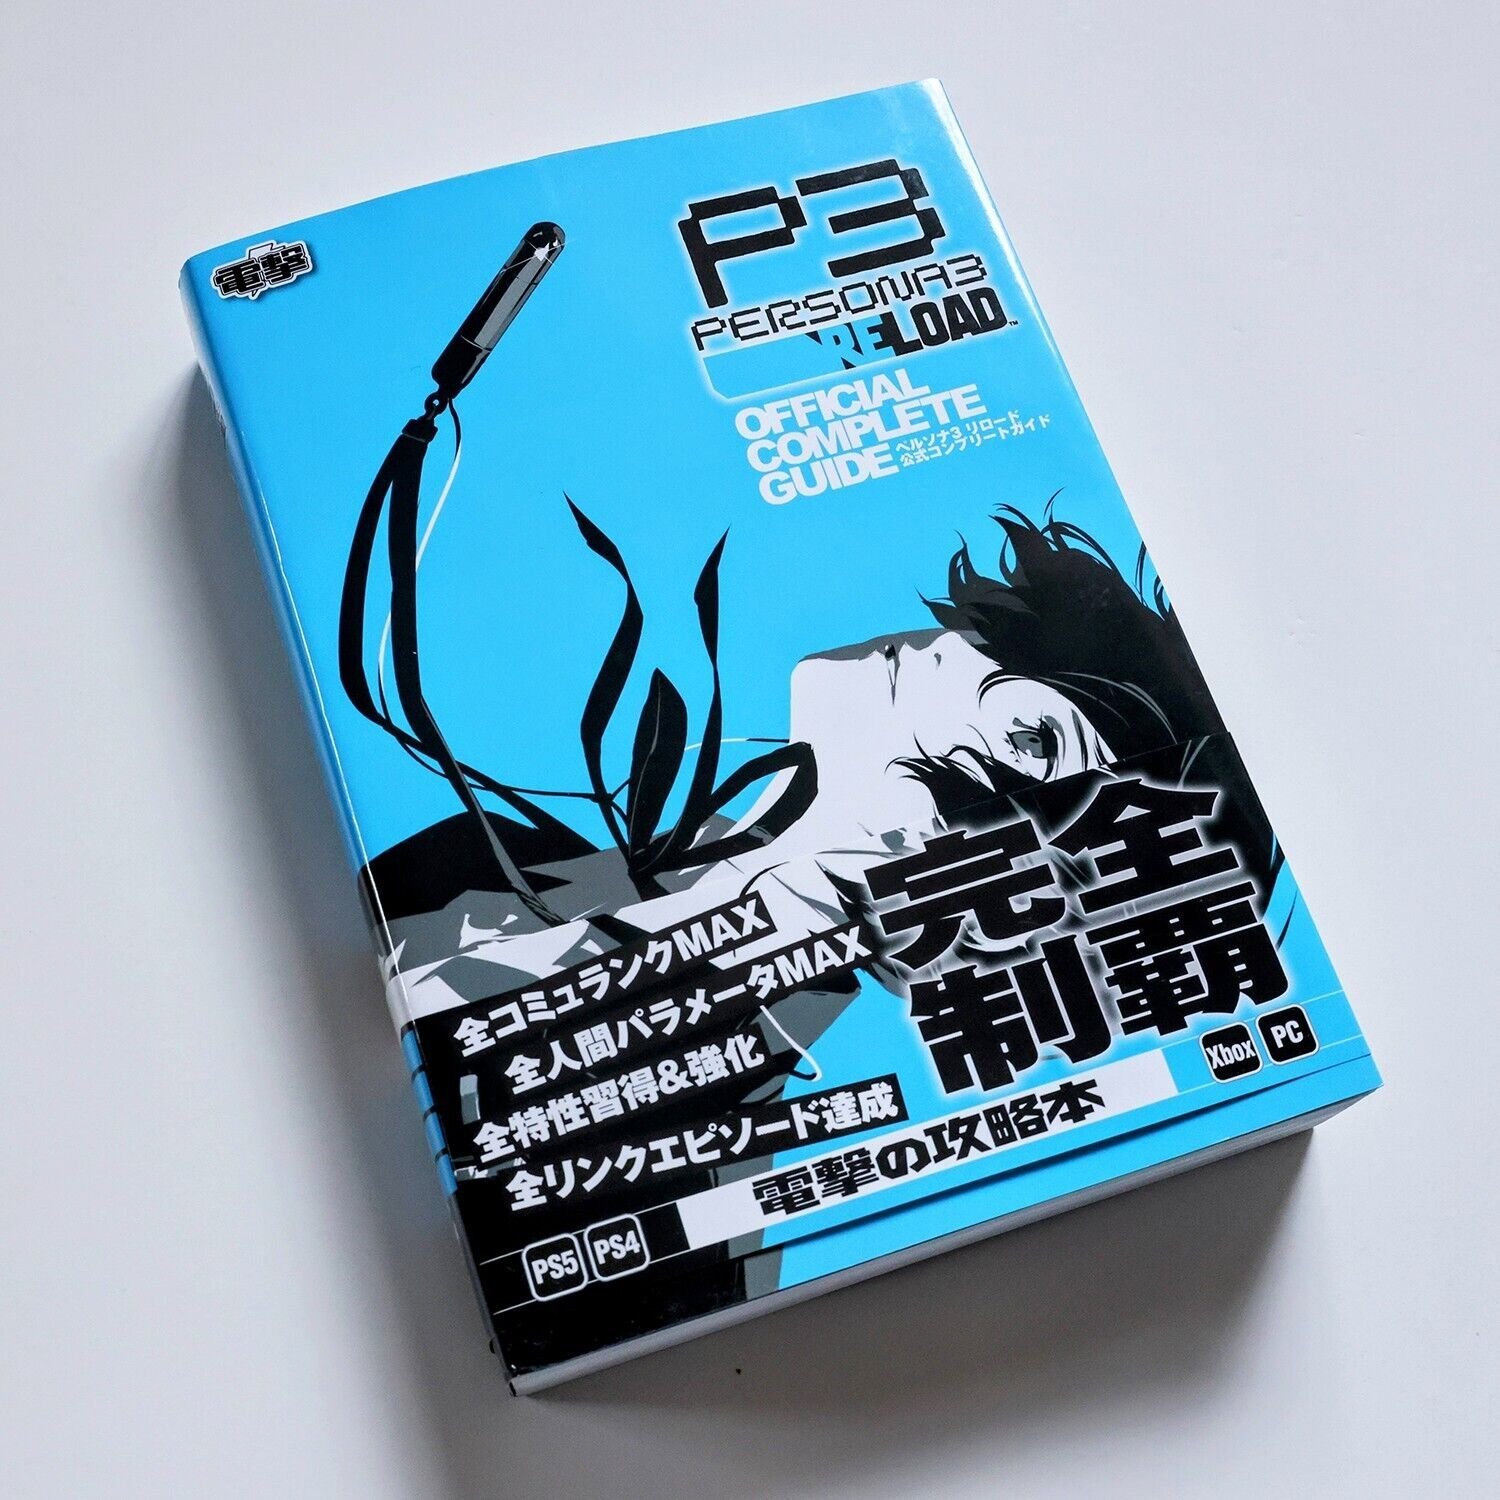 電撃
P3
PERSONA3
RELOAD™
OFFICIAL
COMPLETE
GUIDE
ペルソナ3 リロード
公式コンプリートガイド
完全
制覇
全コミュランクMAX
全人間パラメータMAX
全特性習得&強化
全リンクエピソード達成
電撃の攻略本
PS5 PS4
Xbox PC